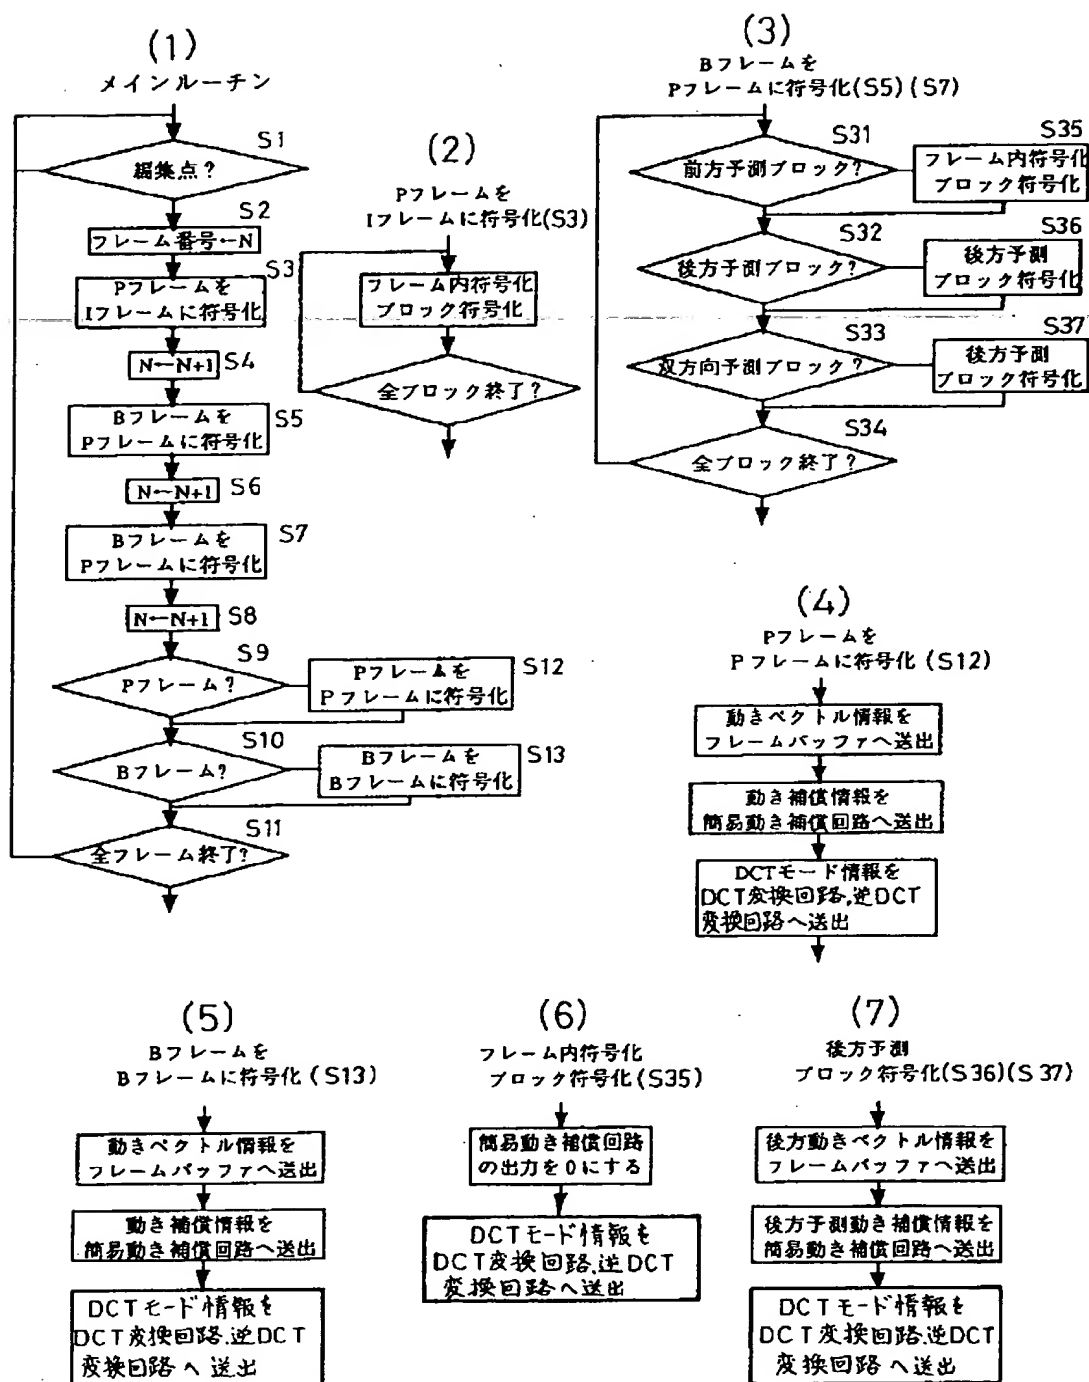 (1)
メインルーチン
S1
編集点?
S2
フレーム番号←N
S3
Pフレームを
Iフレームに符号化
N←N+1 S4
S5
Bフレームを
Pフレームに符号化
N←N+1 S6
S7
Bフレームを
Pフレームに符号化
N←N+1 S8
S9
Pフレーム?
S12
Pフレームを
Pフレームに符号化
S10
Bフレーム?
S13
Bフレームを
Bフレームに符号化
S11
全フレーム終了?
(2)
Pフレームを
Iフレームに符号化(S3)
フレーム内符号化
ブロック符号化
全ブロック終了?
(3)
Bフレームを
Pフレームに符号化(S5)(S7)
S31
前方予測ブロック?
S35
フレーム内符号化
ブロック符号化
S32
後方予測ブロック?
S36
後方予測
ブロック符号化
S33
双方向予測ブロック?
S37
後方予測
ブロック符号化
S34
全ブロック終了?
(4)
Pフレームを
Pフレームに符号化(S12)
動きベクトル情報を
フレームバッファへ送出
動き補償情報を
簡易動き補償回路へ送出
DCTモード情報を
DCT変換回路,逆DCT
変換回路へ送出
(5)
Bフレームを
Bフレームに符号化(S13)
動きベクトル情報を
フレームバッファへ送出
動き補償情報を
簡易動き補償回路へ送出
DCTモード情報を
DCT変換回路,逆DCT
変換回路へ送出
(6)
フレーム内符号化
ブロック符号化(S35)
簡易動き補償回路
の出力を0にする
DCTモード情報を
DCT変換回路,逆DCT
変換回路へ送出
(7)
後方予測
ブロック符号化(S36)(S37)
後方動きベクトル情報を
フレームバッファへ送出
後方予測動き補償情報を
簡易動き補償回路へ送出
DCTモード情報を
DCT変換回路,逆DCT
変換回路へ送出